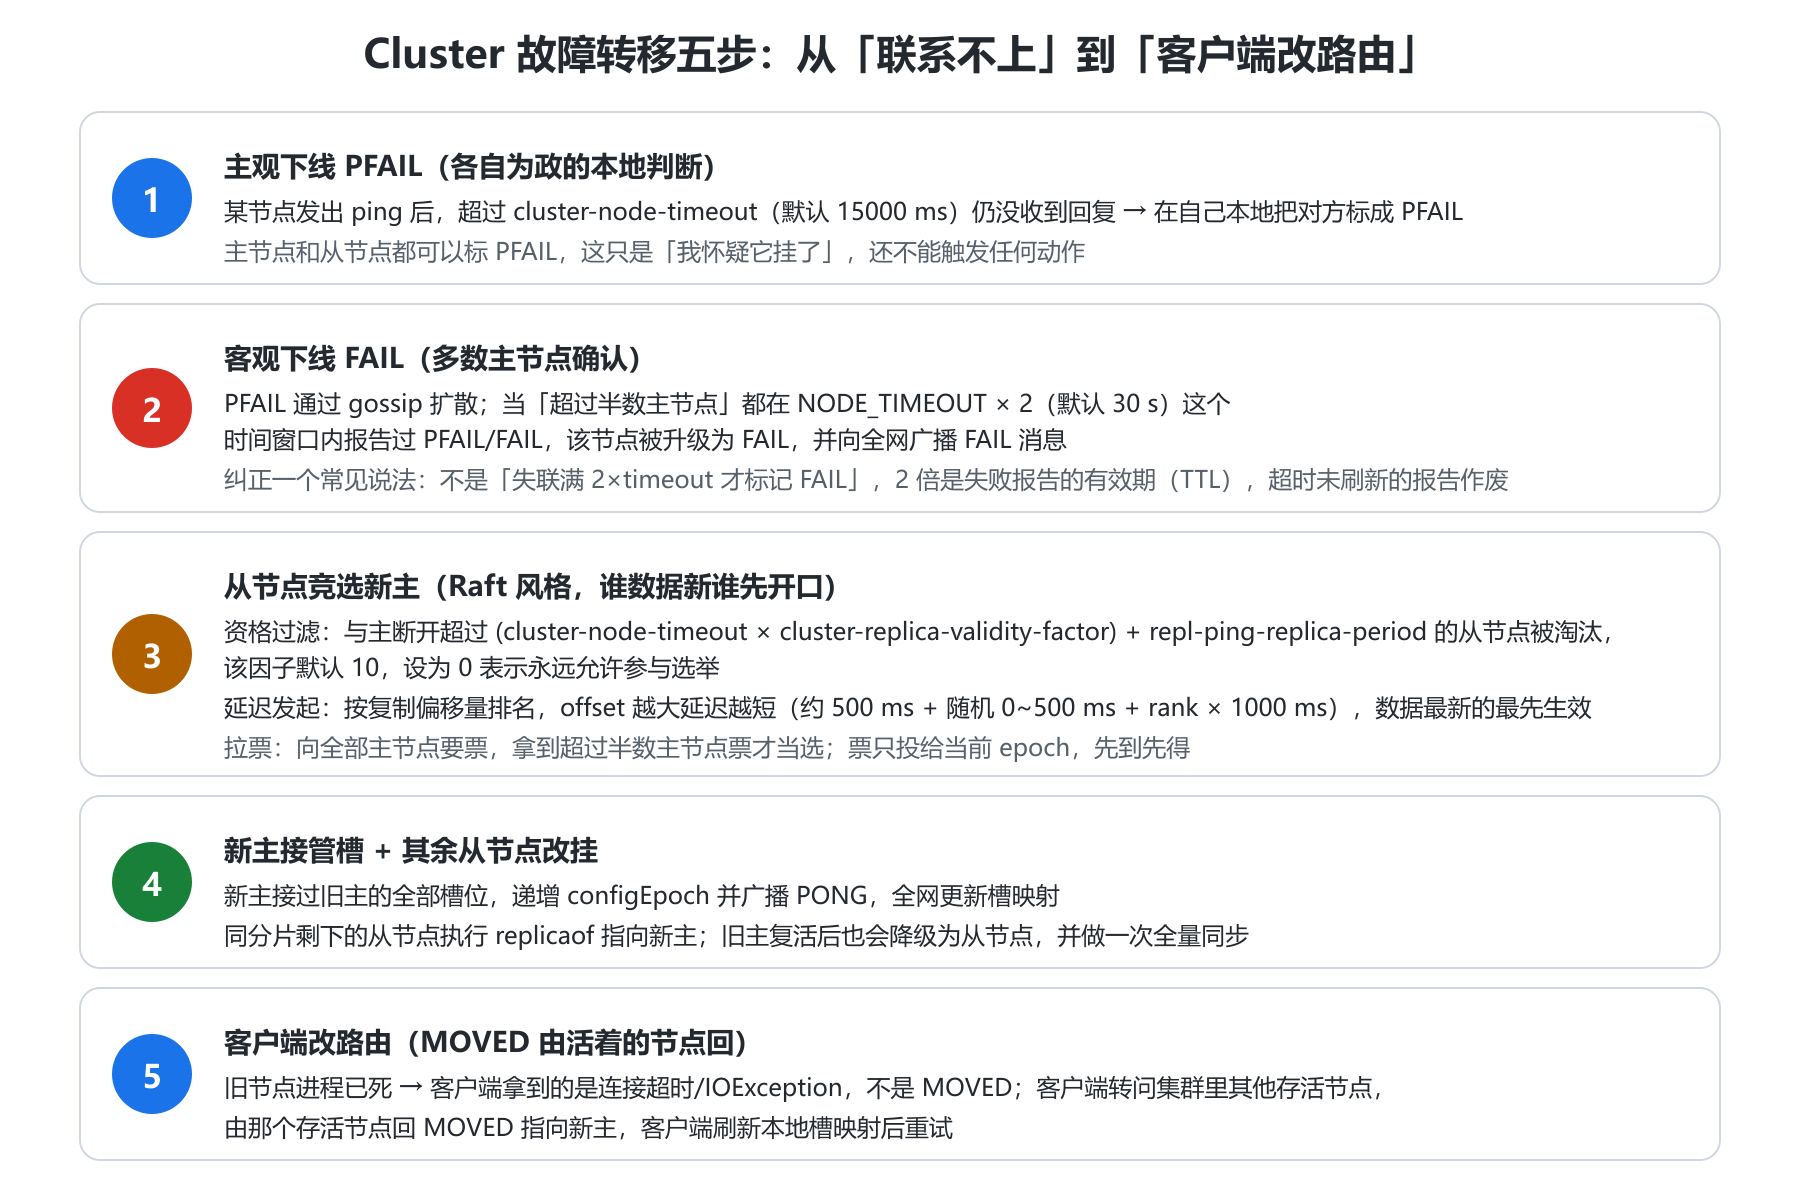 Cluster 故障转移五步：从「联系不上」到「客户端改路由」
1
主观下线 PFAIL（各自为政的本地判断）
某节点发出 ping 后，超过 cluster-node-timeout（默认 15000 ms）仍没收到回复 → 在自己本地把对方标成 PFAIL
主节点和从节点都可以标 PFAIL，这只是「我怀疑它挂了」，还不能触发任何动作
2
客观下线 FAIL（多数主节点确认）
PFAIL 通过 gossip 扩散；当「超过半数主节点」都在 NODE_TIMEOUT × 2（默认 30 s）这个
时间窗口内报告过 PFAIL/FAIL，该节点被升级为 FAIL，并向全网广播 FAIL 消息
纠正一个常见说法：不是「失联满 2×timeout 才标记 FAIL」，2 倍是失败报告的有效期（TTL），超时未刷新的报告作废
3
从节点竞选新主（Raft 风格，谁数据新谁先开口）
资格过滤：与主断开超过 (cluster-node-timeout × cluster-replica-validity-factor) + repl-ping-replica-period 的从节点被淘汰，
该因子默认 10，设为 0 表示永远允许参与选举
延迟发起：按复制偏移量排名，offset 越大延迟越短（约 500 ms + 随机 0~500 ms + rank × 1000 ms），数据最新的最先生效
拉票：向全部主节点要票，拿到超过半数主节点票才当选；票只投给当前 epoch，先到先得
4
新主接管槽 + 其余从节点改挂
新主接过旧主的全部槽位，递增 configEpoch 并广播 PONG，全网更新槽映射
同分片剩下的从节点执行 replicaof 指向新主；旧主复活后也会降级为从节点，并做一次全量同步
5
客户端改路由（MOVED 由活着的节点回）
旧节点进程已死 → 客户端拿到的是连接超时/IOException，不是 MOVED；客户端转问集群里其他存活节点，
由那个存活节点回 MOVED 指向新主，客户端刷新本地槽映射后重试